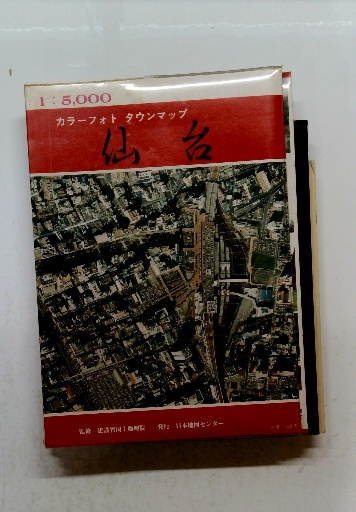 1:5,000
カラーフォト タウンマップ
仙台
監修 建設省国土地理院 発行 日本地図センター